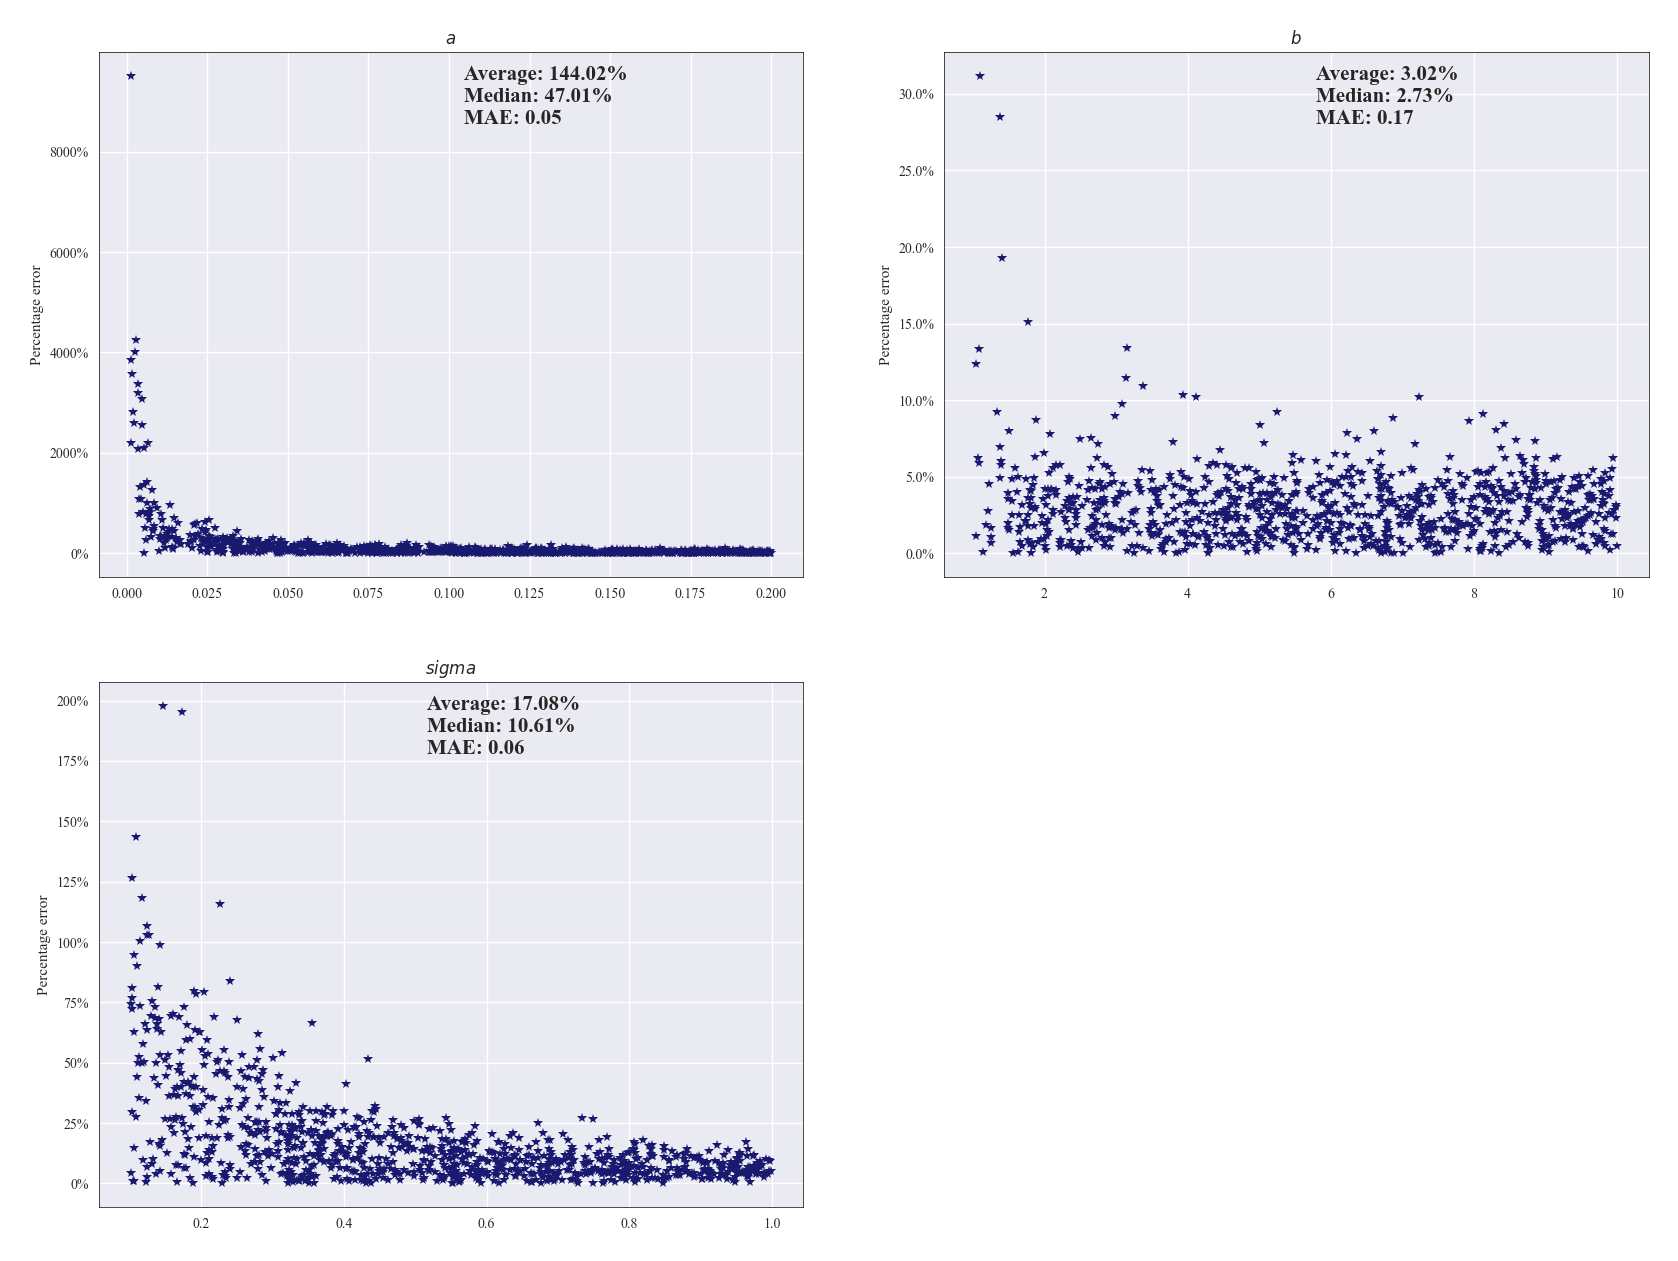 a
Average: 144.02%
Median: 47.01%
MAE: 0.05
8000%
6000%
4000%
2000%
0%
Percentage error
0.000 0.025 0.050 0.075 0.100 0.125 0.150 0.175 0.200
b
Average: 3.02%
Median: 2.73%
MAE: 0.17
30.0%
25.0%
20.0%
15.0%
10.0%
5.0%
0.0%
Percentage error
2 4 6 8 10
sigma
Average: 17.08%
Median: 10.61%
MAE: 0.06
200%
175%
150%
125%
100%
75%
50%
25%
0%
Percentage error
0.2 0.4 0.6 0.8 1.0